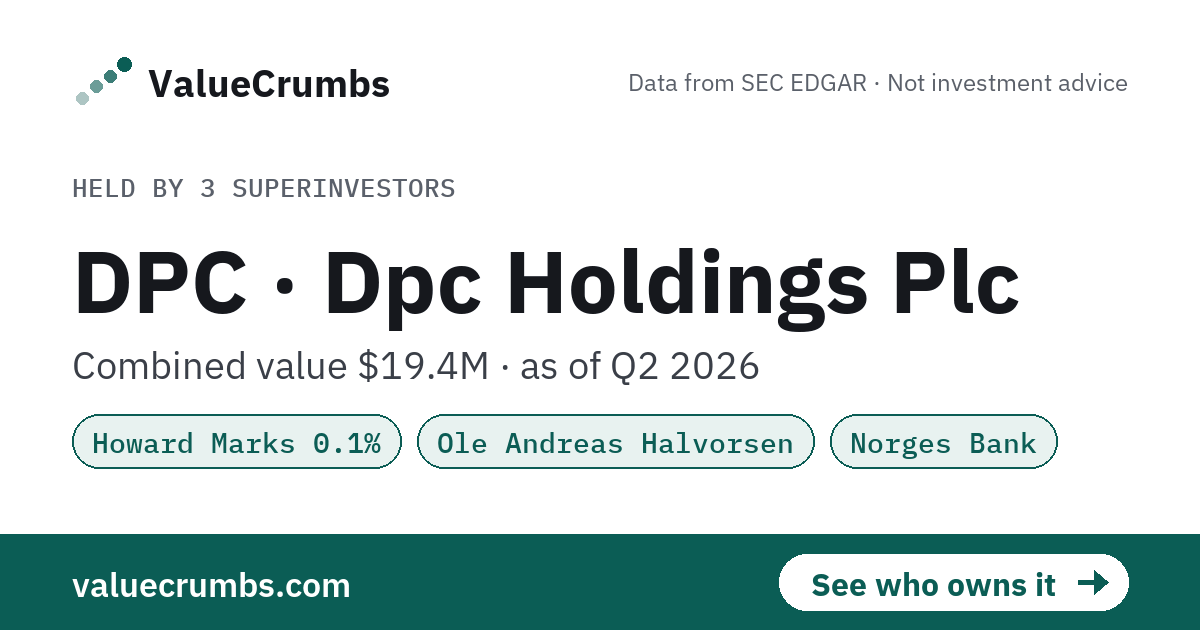 ValueCrumbs
Data from SEC EDGAR · Not investment advice
HELD BY 3 SUPERINVESTORS
DPC · Dpc Holdings Plc
Combined value $19.4M · as of Q2 2026
Howard Marks 0.1%
Ole Andreas Halvorsen
Norges Bank
valuecrumbs.com
See who owns it →